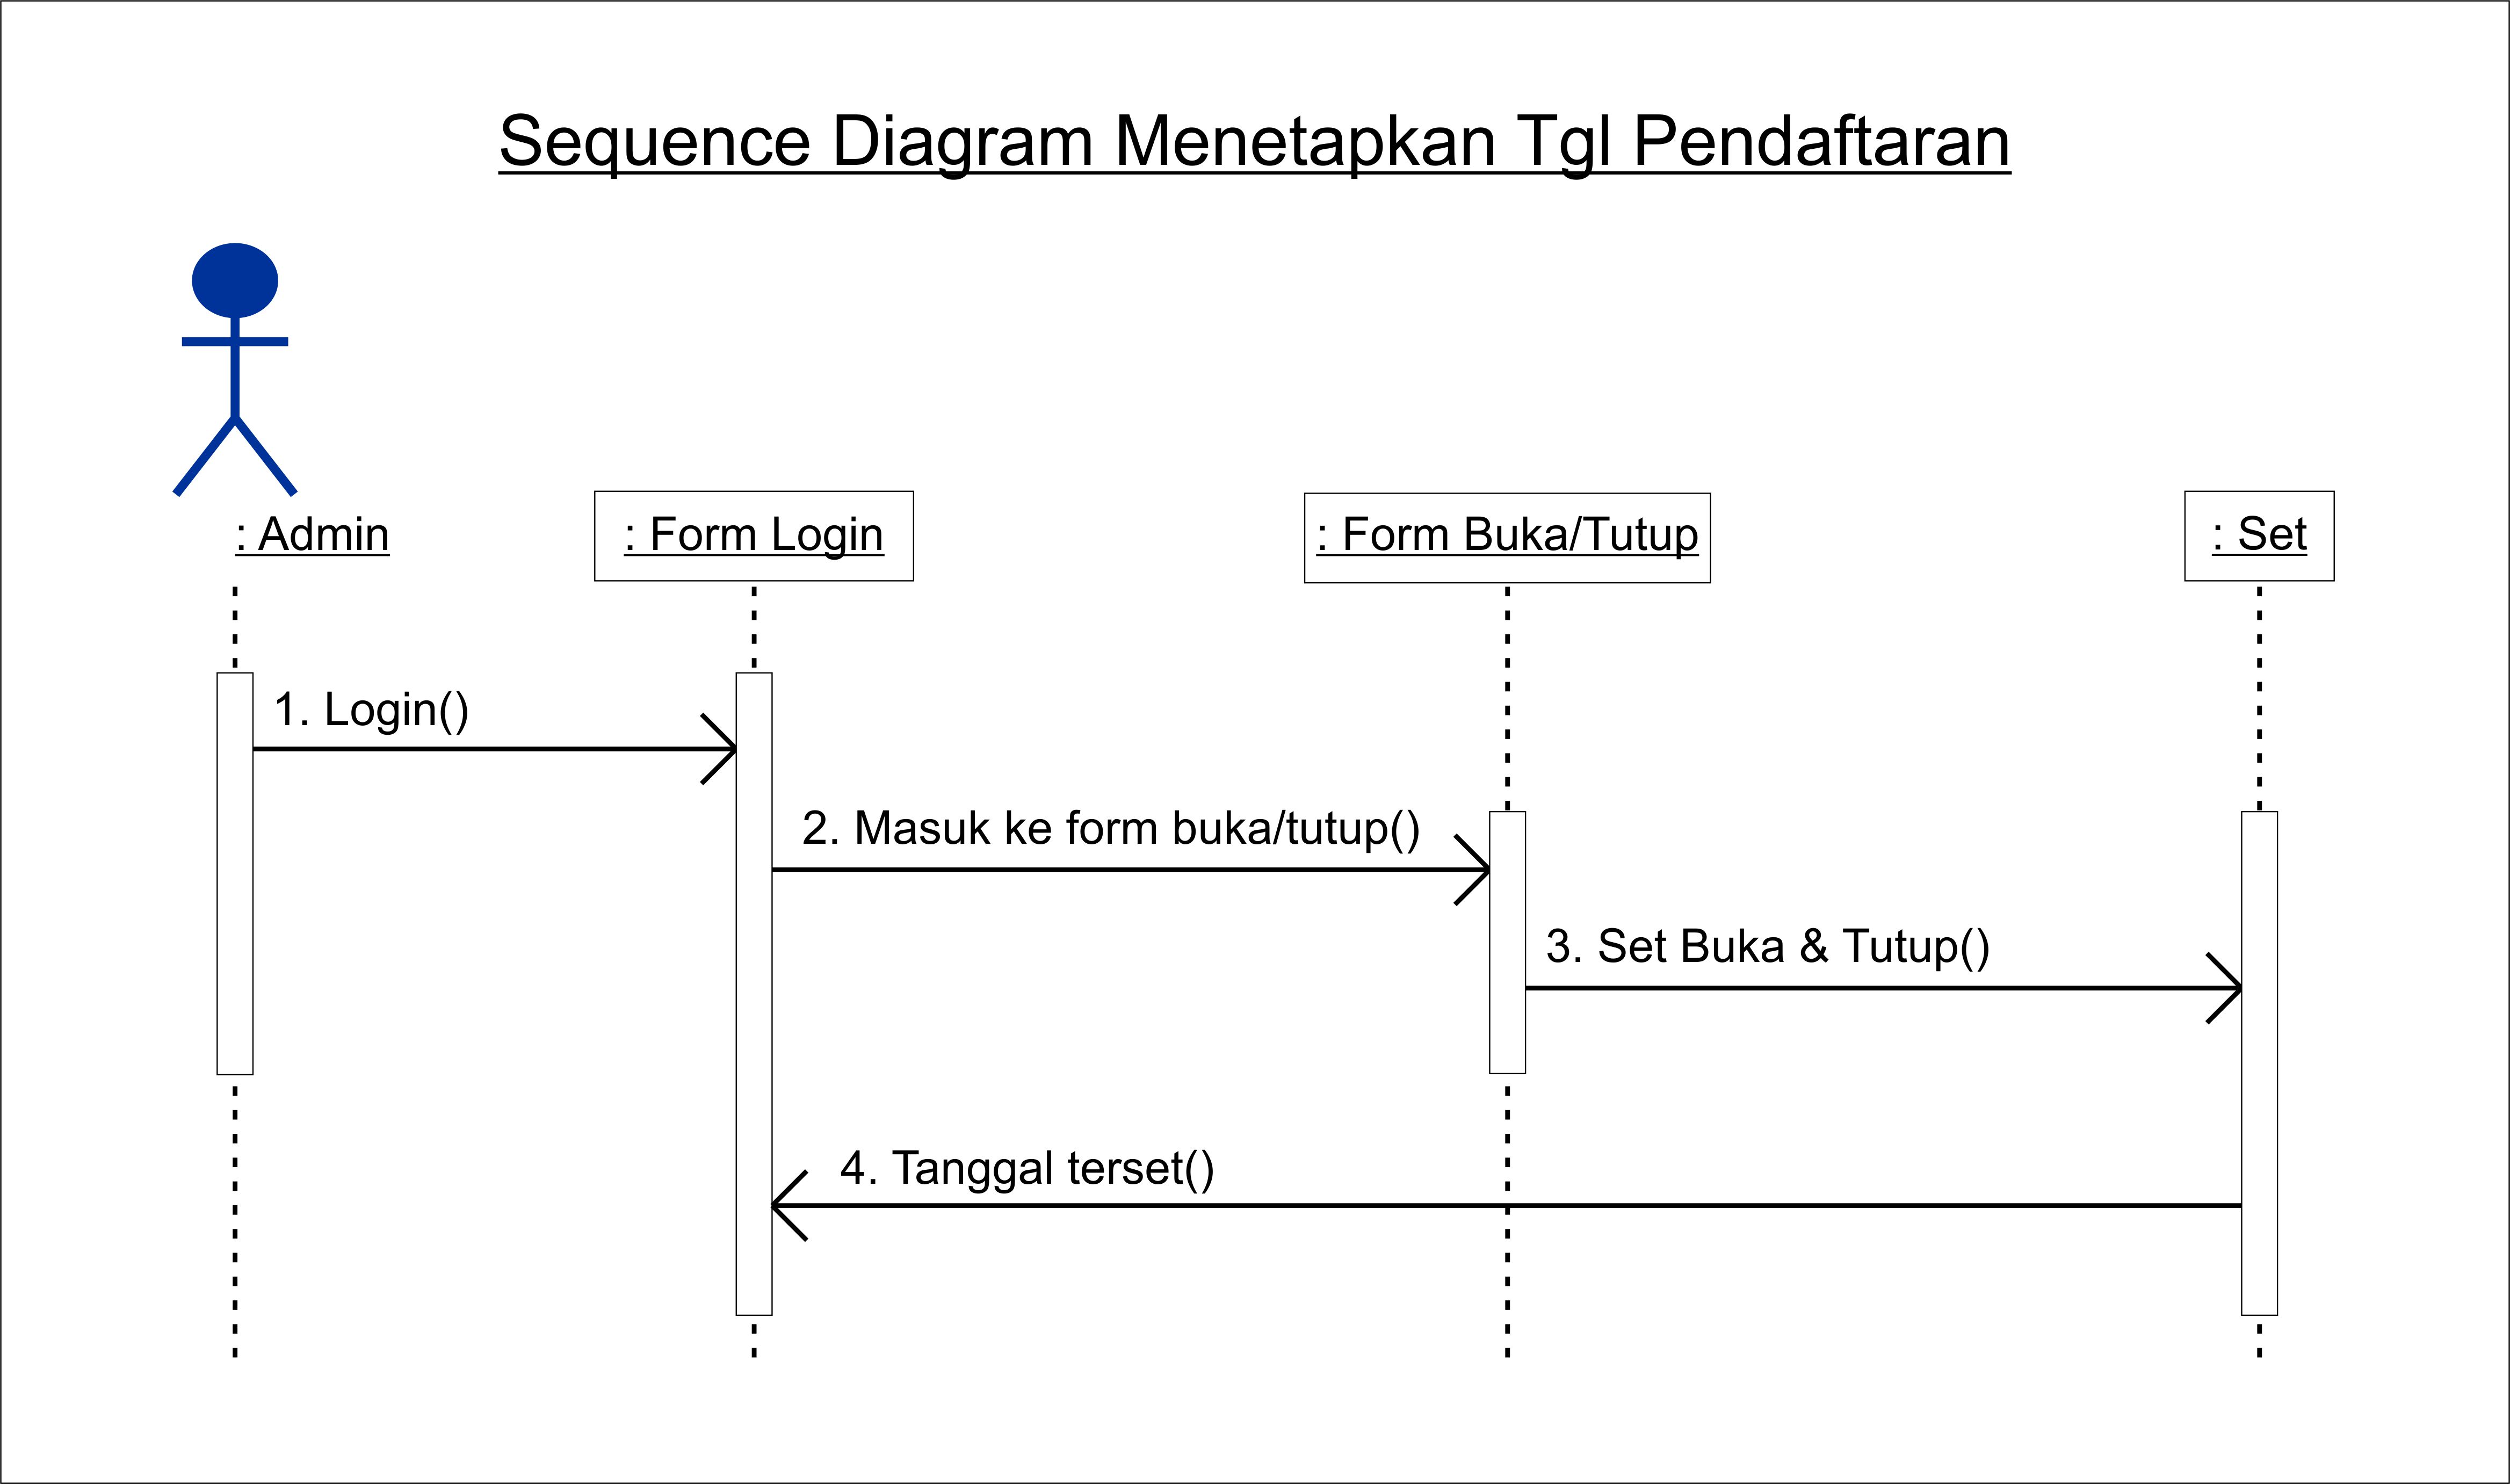 Sequence Diagram Menetapkan Tgl Pendaftaran
: Admin
: Form Login
: Form Buka/Tutup
: Set
1. Login()
2. Masuk ke form buka/tutup()
3. Set Buka & Tutup()
4. Tanggal terset()